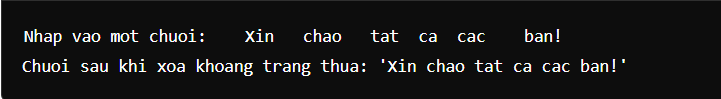 Nhap vao mot chuoi:    Xin   chao   tat  ca  cac    ban!
Chuoi sau khi xoa khoang trang thua: 'Xin chao tat ca cac ban!'